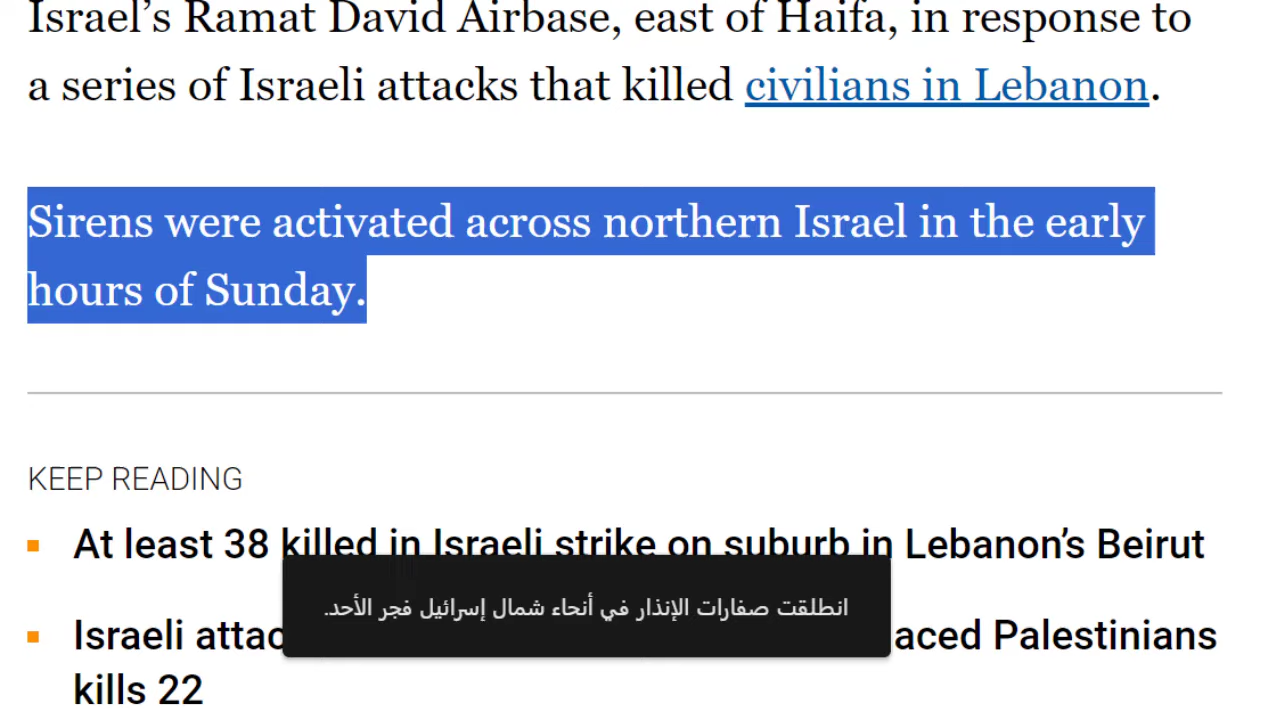 Israel’s Ramat David Airbase, east of Haifa, in response to
a series of Israeli attacks that killed civilians in Lebanon.
Sirens were activated across northern Israel in the early
hours of Sunday.
KEEP READING
At least 38 killed in Israeli strike on suburb in Lebanon’s Beirut
انطلقت صفارات الإنذار في أنحاء شمال إسرائيل فجر الأحد.
Israeli attac
aced Palestinians
kills 22